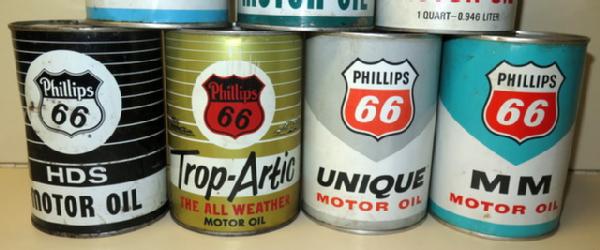 MOTOR OIL
1 QUART-0.946 LITER
Phillips
66
HDS
MOTOR OIL
Phillips
66
Trop-Artic
THE ALL WEATHER
MOTOR OIL
PHILLIPS
66
UNIQUE
MOTOR OIL
PHILLIPS
66
MM
MOTOR OIL